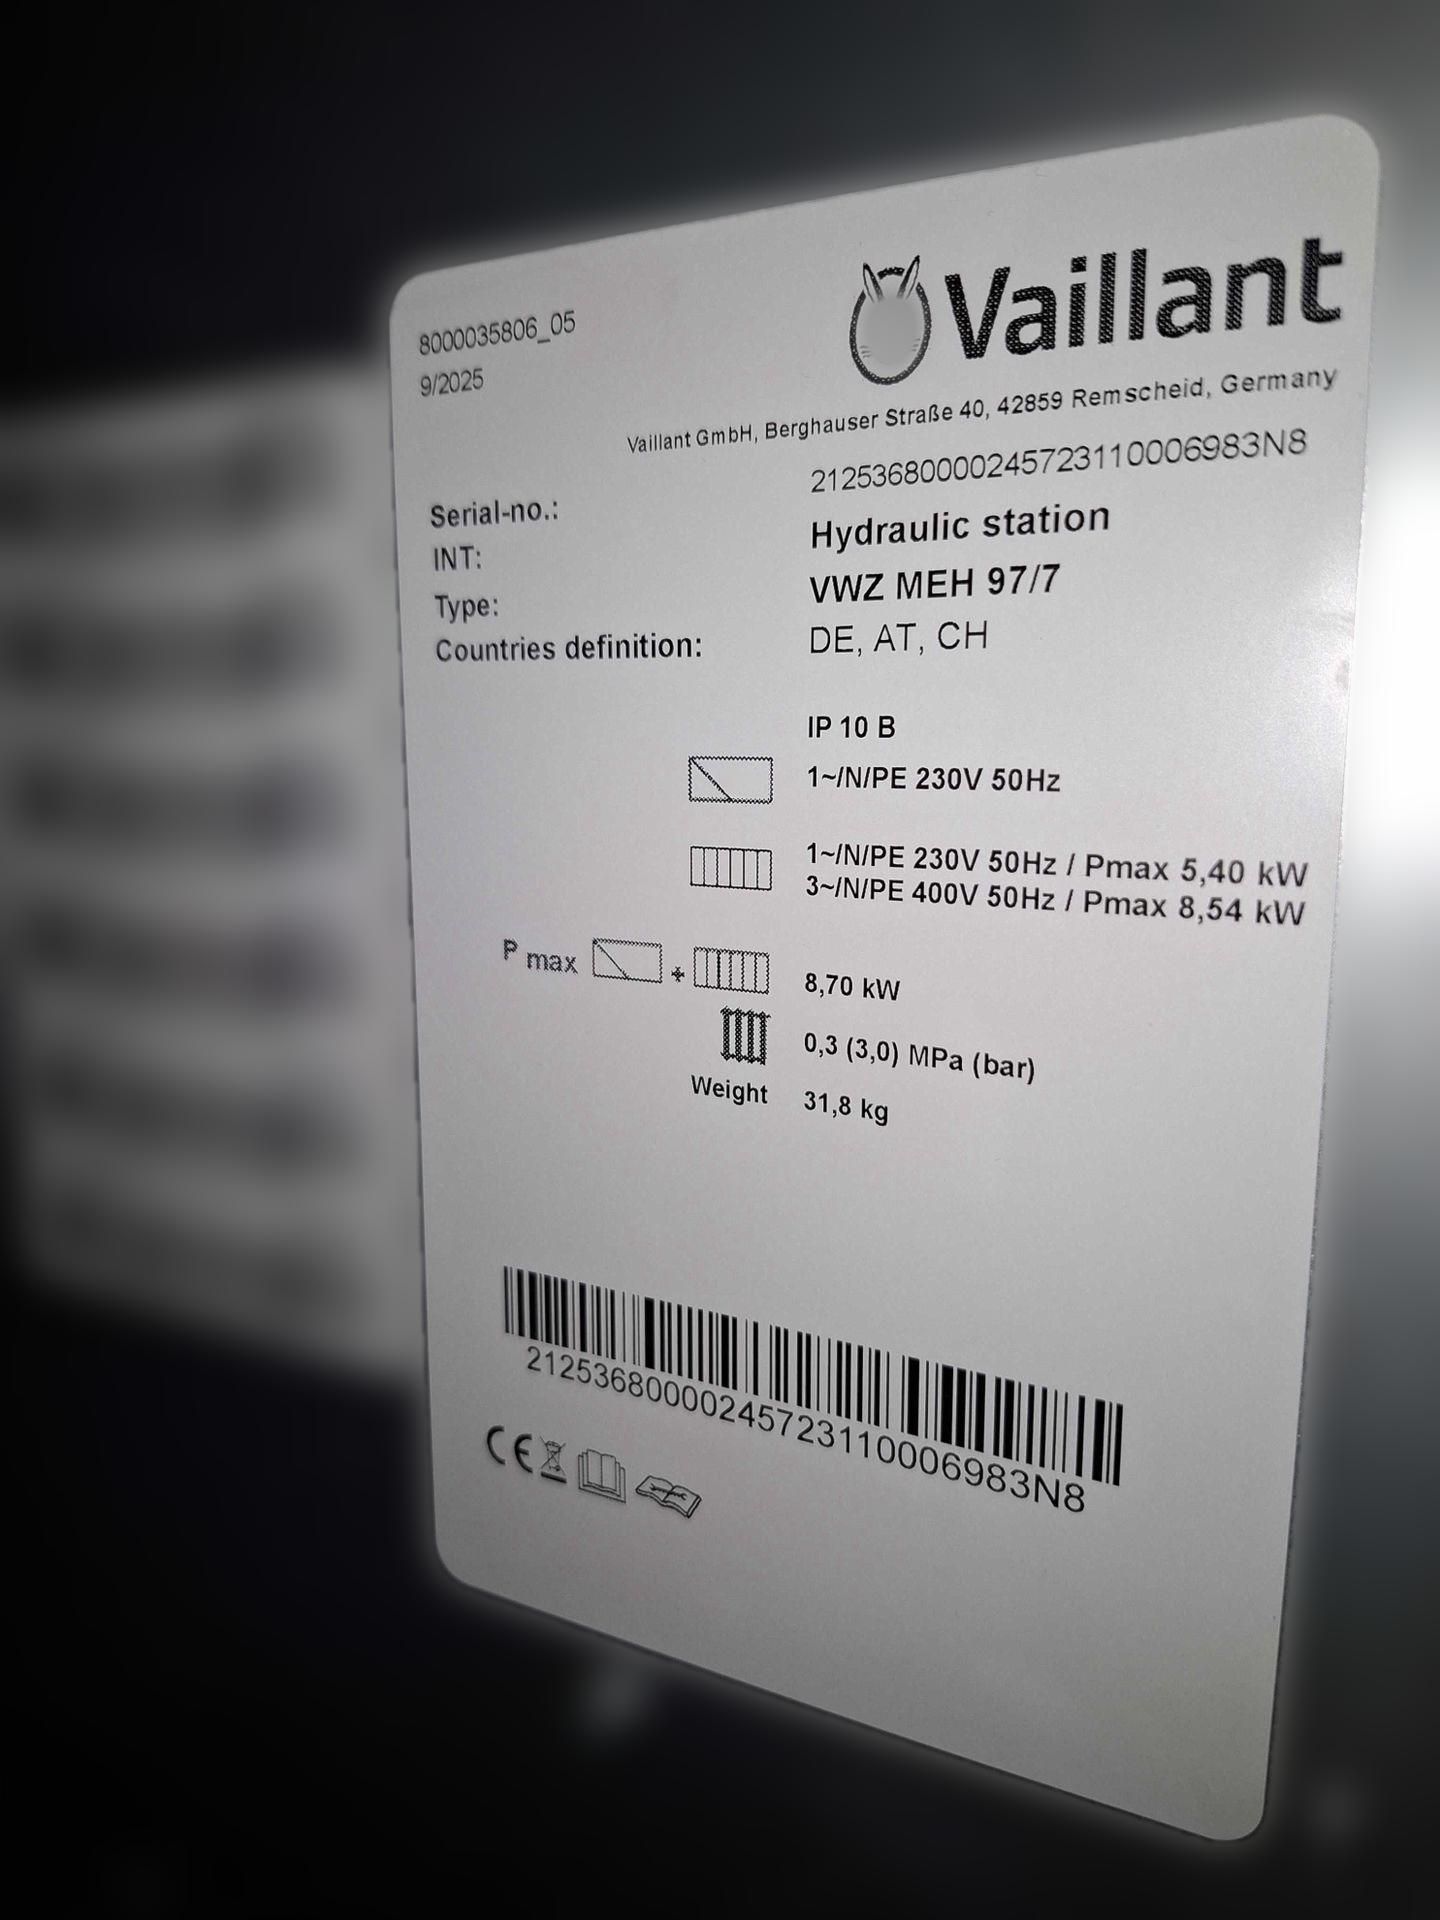 8000035806_05
9/2025
Vaillant
Vaillant GmbH, Berghauser Straße 40, 42859 Remscheid, Germany
Serial-no.: 21253680000245723110006983N8
INT: Hydraulic station
Type: VWZ MEH 97/7
Countries definition: DE, AT, CH
IP 10 B
1~/N/PE 230V 50Hz
1~/N/PE 230V 50Hz / Pmax 5,40 kW
3~/N/PE 400V 50Hz / Pmax 8,54 kW
P max + 8,70 kW
0,3 (3,0) MPa (bar)
Weight 31,8 kg
21253680000245723110006983N8
CE